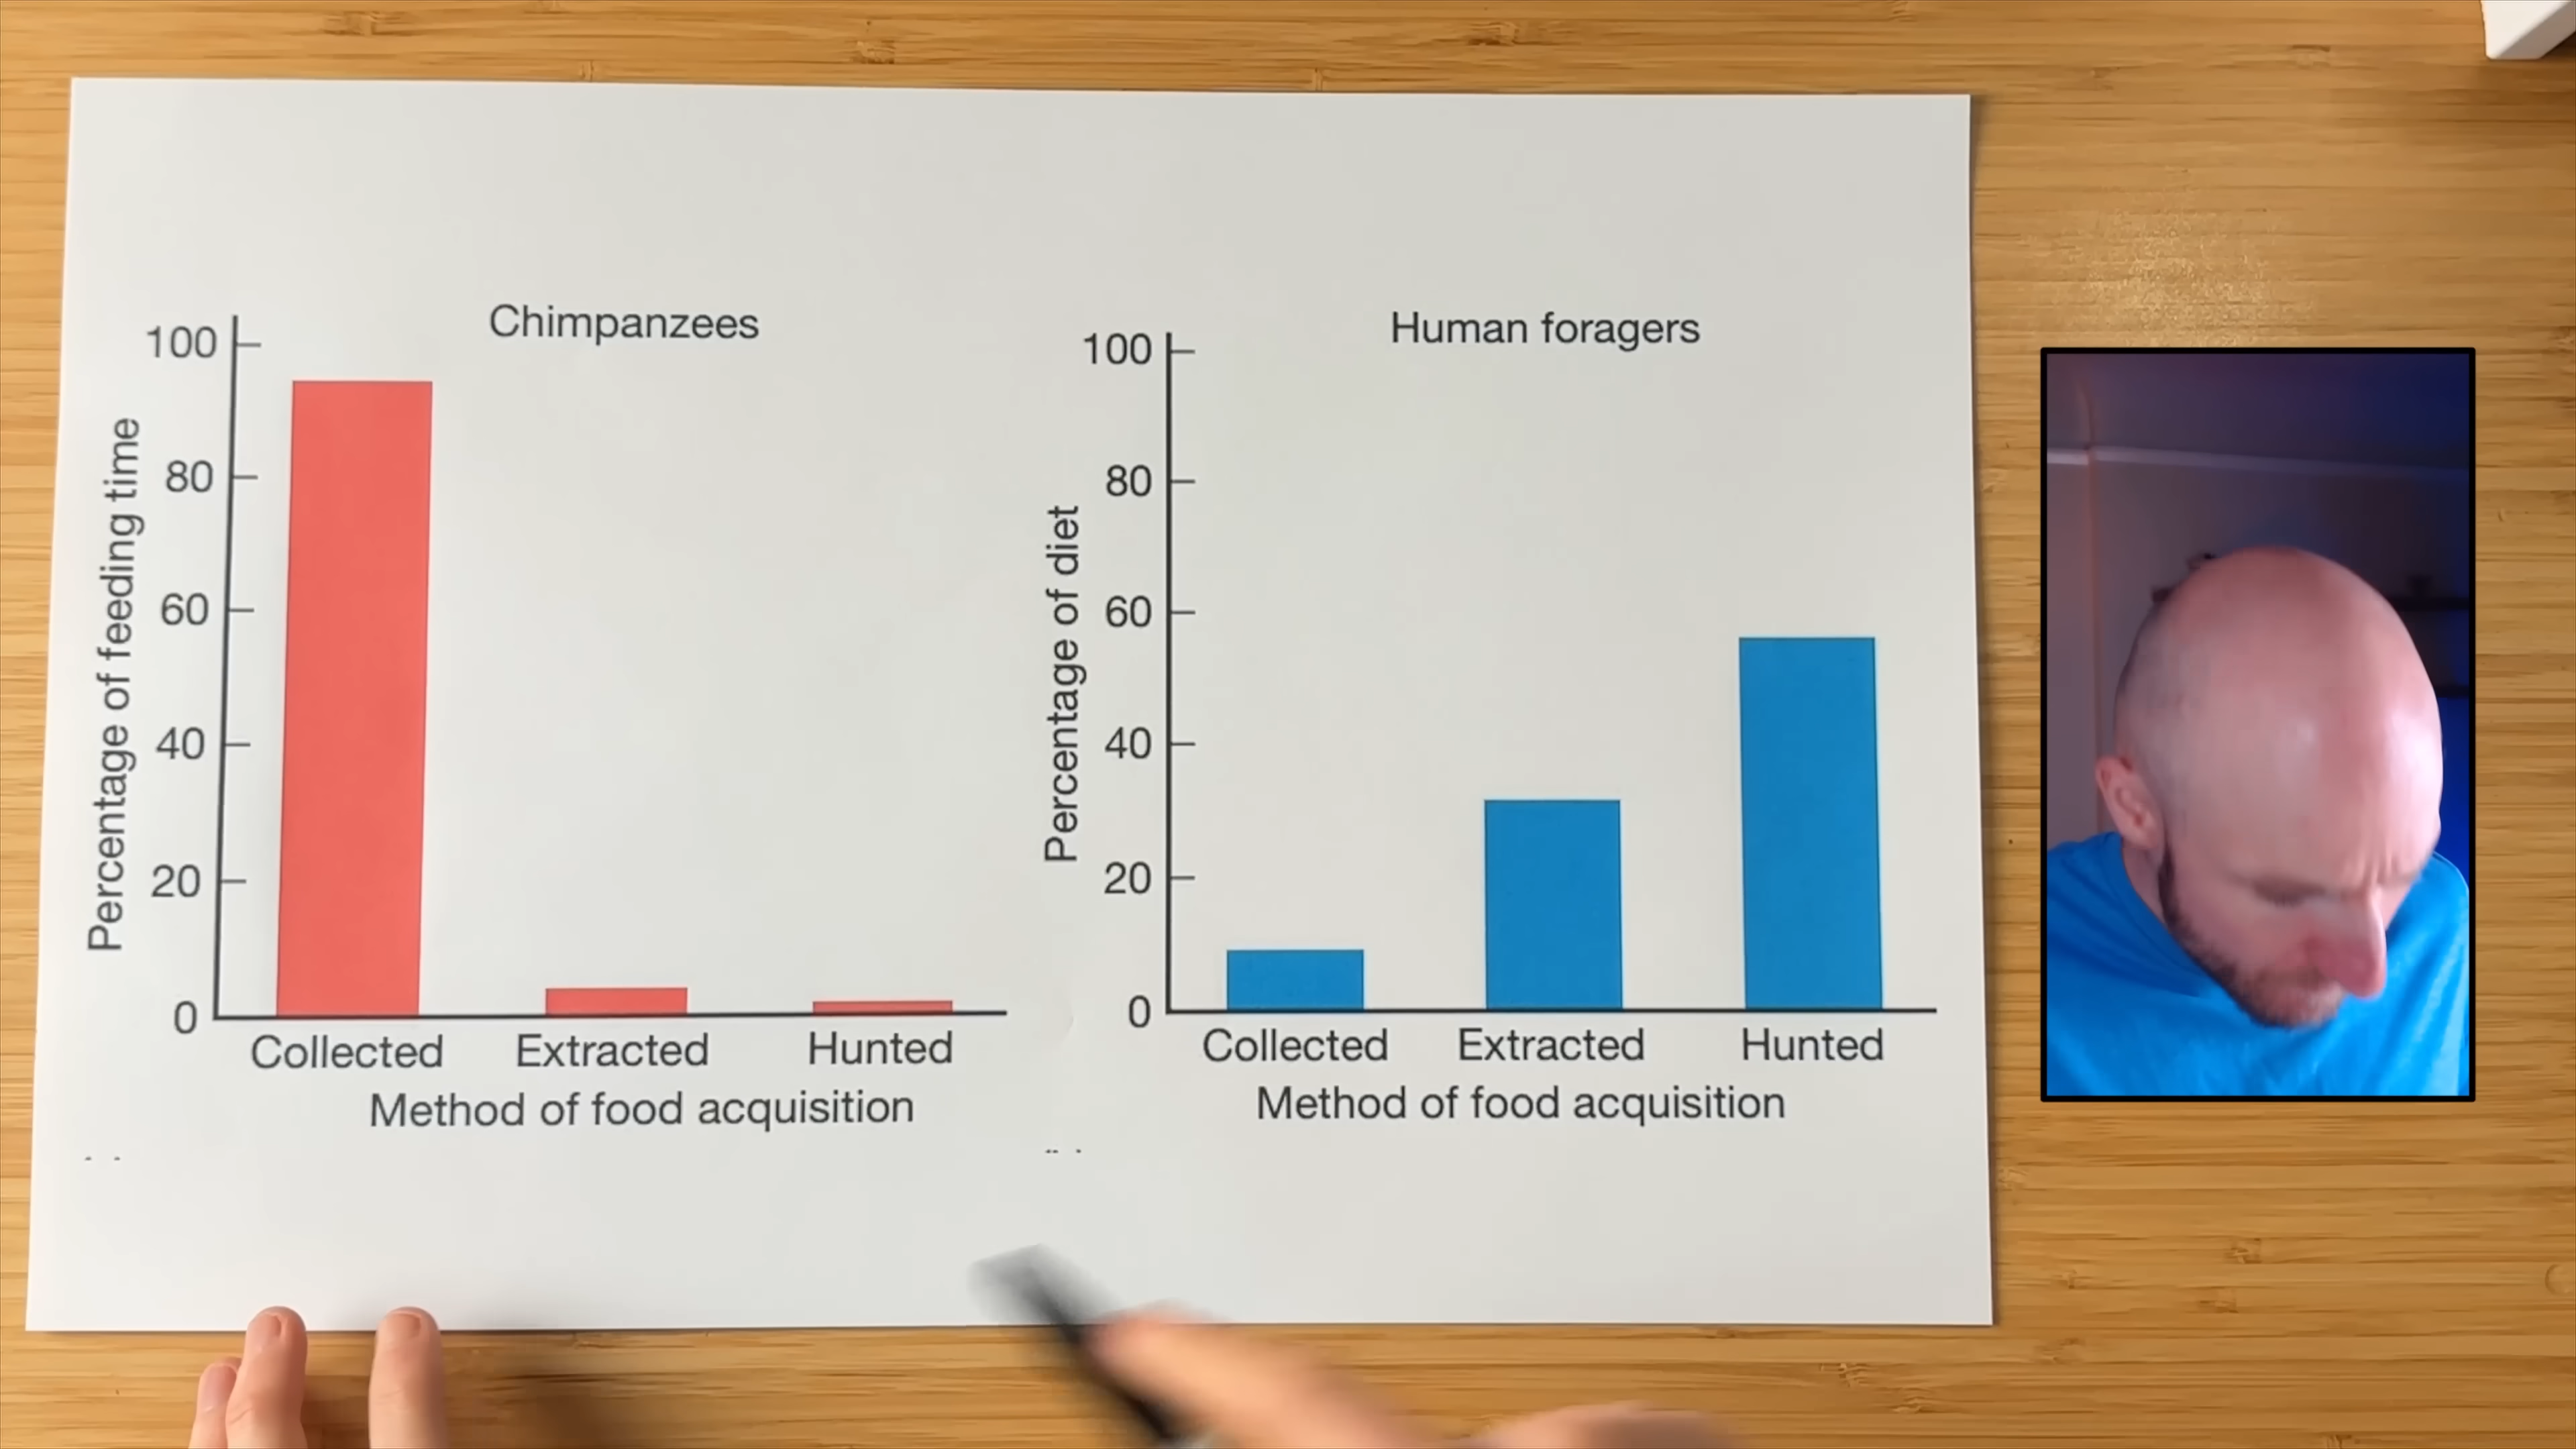 Chimpanzees
100
80
60
40
20
0
Percentage of feeding time
Collected Extracted Hunted
Method of food acquisition
Human foragers
100
80
60
40
20
0
Percentage of diet
Collected Extracted Hunted
Method of food acquisition